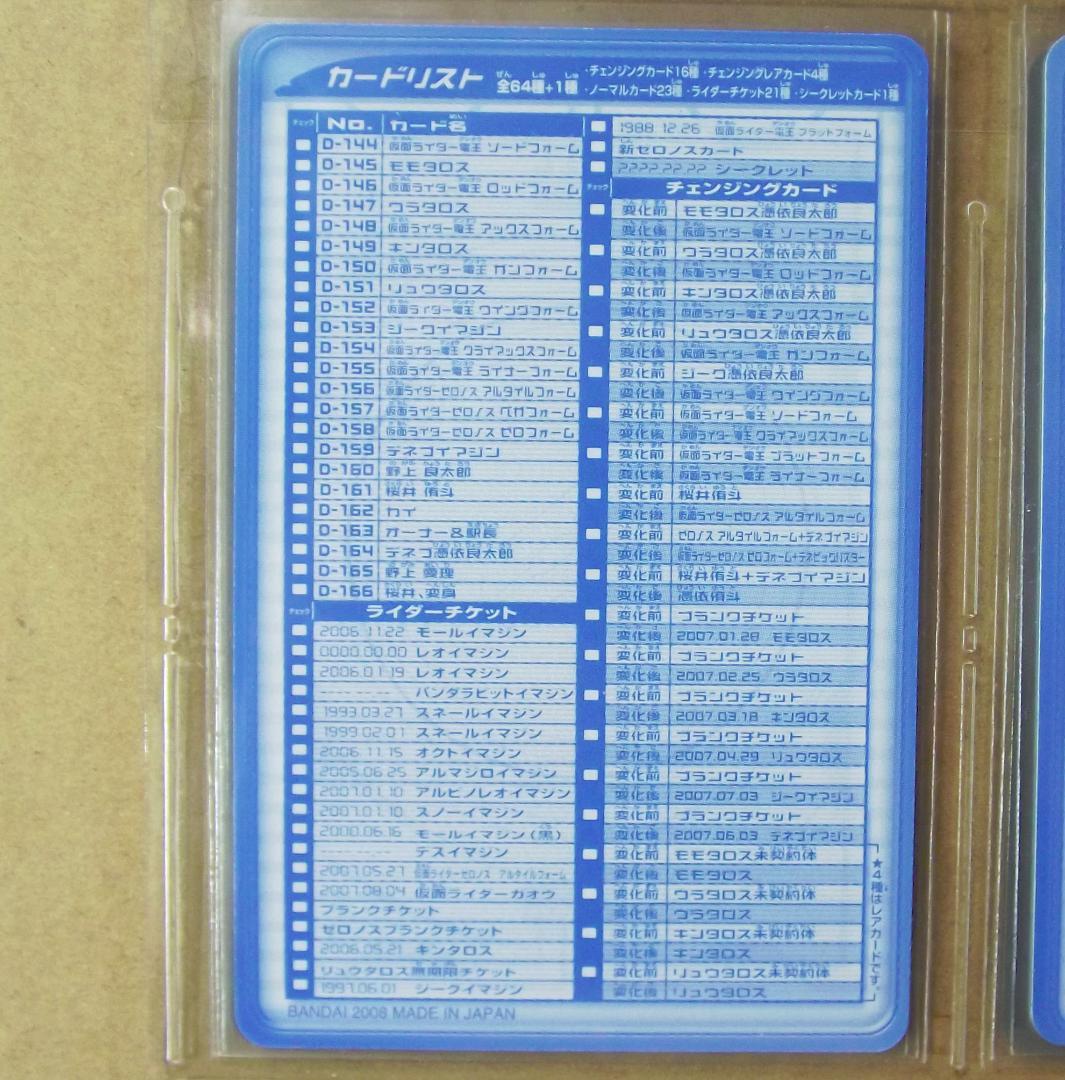 カードリスト
全64種+1種
・チェンジングカード16種・チェンジングレアカード4種
・ノーマルカード23種・ライダーチケット21種・シークレットカード1種
チェック No. カード名
D-144 仮面ライダー電王 ソードフォーム
D-145 モモタロス
D-146 仮面ライダー電王 ロッドフォーム
D-147 ウラタロス
D-148 仮面ライダー電王 アックスフォーム
D-149 キンタロス
D-150 仮面ライダー電王 ガンフォーム
D-151 リュウタロス
D-152 仮面ライダー電王 ウイングフォーム
D-153 ジークイマジン
D-154 仮面ライダー電王 クライマックスフォーム
D-155 仮面ライダー電王 ライナーフォーム
D-156 仮面ライダーゼロノス アルタイルフォーム
D-157 仮面ライダーゼロノス ベガフォーム
D-158 仮面ライダーゼロノス ゼロフォーム
D-159 デネブイマジン
D-160 野上 良太郎
D-161 桜井 侑斗
D-162 カイ
D-163 オーナー&駅長
D-164 デネブ憑依良太郎
D-165 野上 愛理
D-166 桜井、変身
チェック ライダーチケット
2006.11.22 モールイマジン
0000.00.00 レオイマジン
2006.01.19 レオイマジン
--------- バンダラビットイマジン
1993.03.27 スネールイマジン
1999.02.01 スネールイマジン
2006.11.15 オクトイマジン
2005.06.25 アルマジロイマジン
2007.01.10 アルビノレオイマジン
2007.01.10 スノーイマジン
2000.06.16 モールイマジン(黒)
--------- デスイマジン
2007.05.27 仮面ライダーゼロノス アルタイルフォーム
2007.08.04 仮面ライダーガオウ
ブランクチケット
ゼロノスブランクチケット
2006.05.21 キンタロス
リュウタロス無期限チケット
1997.06.01 ジークイマジン
1988.12.26 仮面ライダー電王 プラットフォーム
新ゼロノスカード
????.??.?? シークレット
チェック チェンジングカード
変化前 モモタロス憑依良太郎
変化後 仮面ライダー電王 ソードフォーム
変化前 ウラタロス憑依良太郎
変化後 仮面ライダー電王 ロッドフォーム
変化前 キンタロス憑依良太郎
変化後 仮面ライダー電王 アックスフォーム
変化前 リュウタロス憑依良太郎
変化後 仮面ライダー電王 ガンフォーム
変化前 ジーク憑依良太郎
変化後 仮面ライダー電王 ウイングフォーム
変化前 仮面ライダー電王 ソードフォーム
変化後 仮面ライダー電王 クライマックスフォーム
変化前 仮面ライダー電王 プラットフォーム
変化後 仮面ライダー電王 ライナーフォーム
変化前 桜井侑斗
変化後 仮面ライダーゼロノス アルタイルフォーム
変化前 ゼロノス アルタイルフォーム+デネブイマジン
変化後 仮面ライダーゼロノス ゼロフォーム+デネビックバスター
変化前 桜井侑斗+デネブイマジン
変化後 憑依侑斗
変化前 ブランクチケット
変化後 2007.01.28 モモタロス
変化前 ブランクチケット
変化後 2007.02.25 ウラタロス
変化前 ブランクチケット
変化後 2007.03.18 キンタロス
変化前 ブランクチケット
変化後 2007.04.29 リュウタロス
変化前 ブランクチケット
変化後 2007.07.03 ジークイマジン
変化前 ブランクチケット
変化後 2007.06.03 デネブイマジン
変化前 モモタロス未契約体
変化後 モモタロス
変化前 ウラタロス未契約体
変化後 ウラタロス
変化前 キンタロス未契約体
変化後 キンタロス
変化前 リュウタロス未契約体
変化後 リュウタロス
★4種はレアカードです。
BANDAI 2008 MADE IN JAPAN